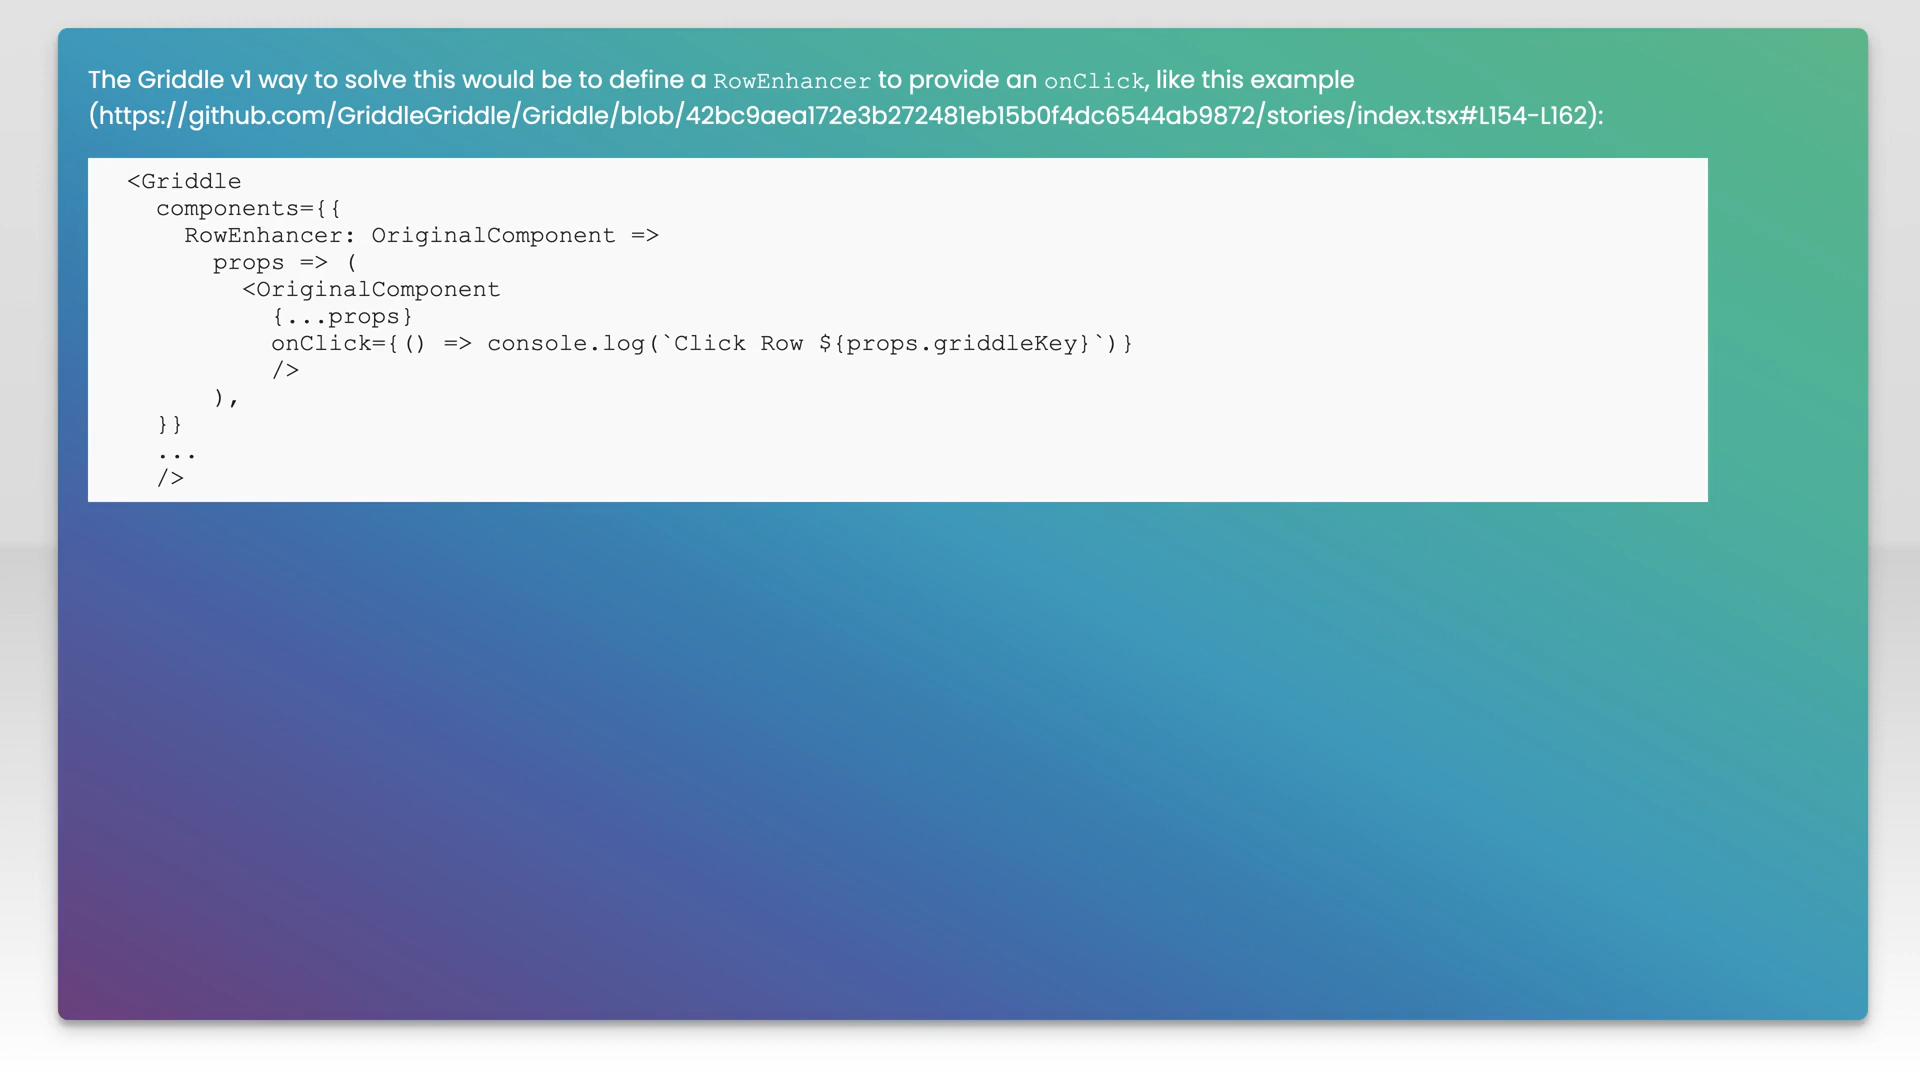 The Griddle v1 way to solve this would be to define a RowEnhancer to provide an onClick, like this example
(https://github.com/GriddleGriddle/Griddle/blob/42bc9aea172e3b272481eb15b0f4dc6544ab9872/stories/index.tsx#L154-L162):
<Griddle
components={{
RowEnhancer: OriginalComponent =>
props => (
<OriginalComponent
{...props}
onClick={() => console.log(`Click Row ${props.griddleKey}`)}
/>
),
}}
...
/>